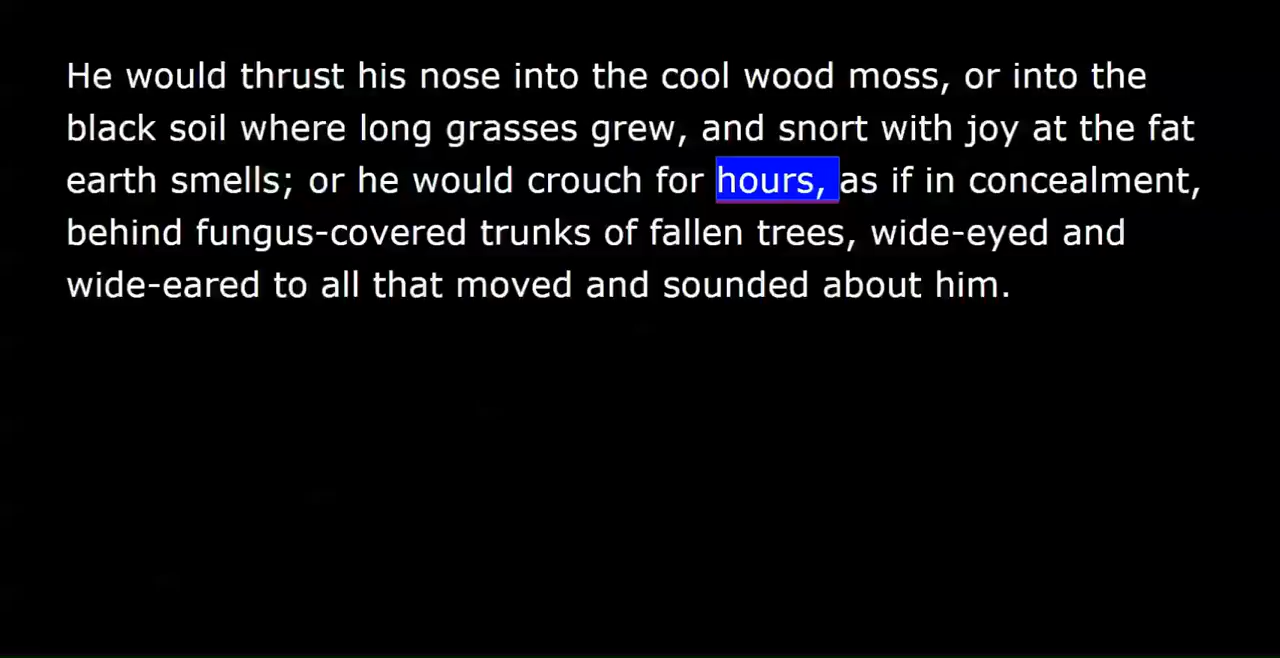 He would thrust his nose into the cool wood moss, or into the
black soil where long grasses grew, and snort with joy at the fat
earth smells; or he would crouch for hours, as if in concealment,
behind fungus-covered trunks of fallen trees, wide-eyed and
wide-eared to all that moved and sounded about him.